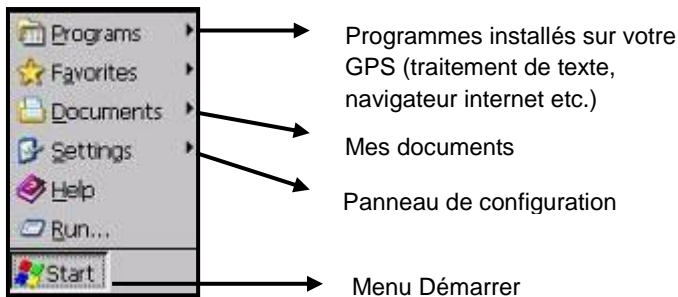 Programs
Programmes installés sur votre
GPS (traitement de texte,
navigateur internet etc.)
Favorites
Documents
Mes documents
Settings
Panneau de configuration
Help
Run...
Start
Menu Démarrer